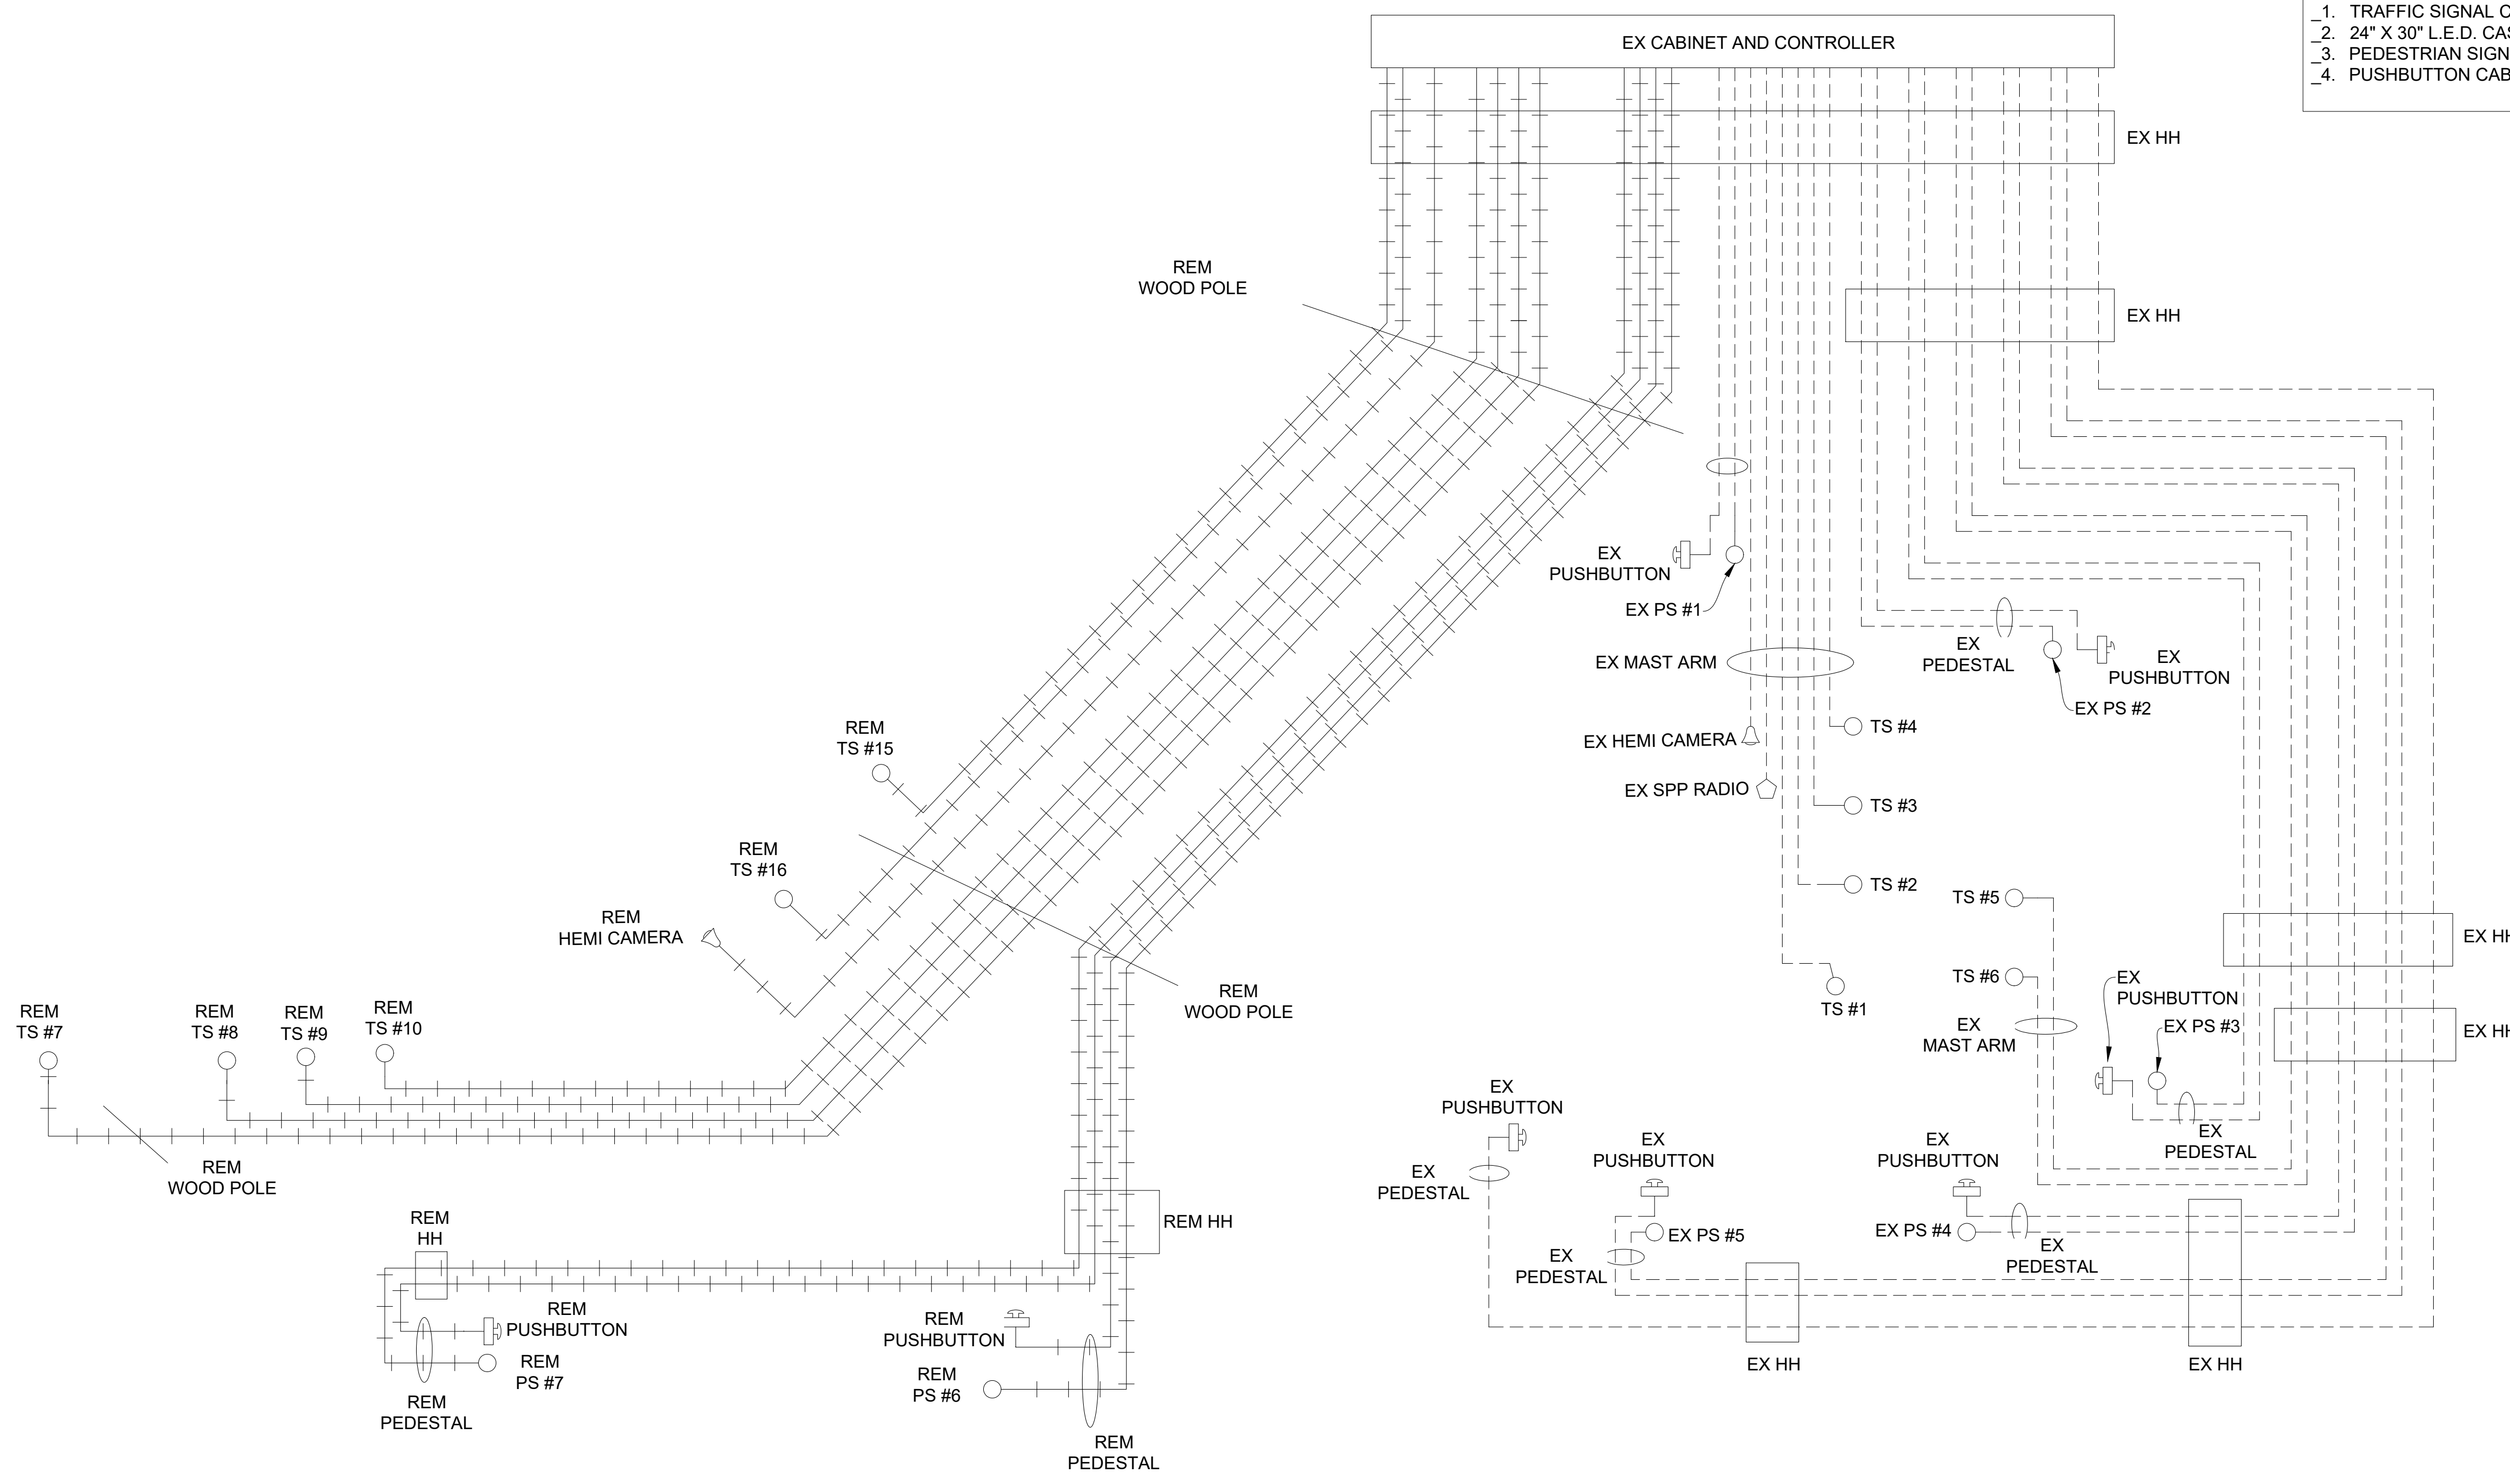 _1. TRAFFIC SIGNAL
_2. 24" X 30" L.E.D.
_3. PEDESTRIAN
_4. PUSHBUTTON
EX CABINET AND CONTROLLER
EX HH
REM
WOOD POLE
EX HH
EX
PUSHBUTTON
EX PS #1
EX MAST ARM
EX
PEDESTAL
EX
PUSHBUTTON
EX PS #2
REM
TS #15
EX HEMI CAMERA
TS #4
EX SPP RADIO
TS #3
REM
TS #16
TS #2
TS #5
REM
HEMI CAMERA
EX
TS #6
EX
PUSHBUTTON
REM
WOOD POLE
TS #1
EX PS #3
EX
MAST ARM
EX
REM
TS #7
REM
TS #8
REM
TS #9
REM
TS #10
EX
PUSHBUTTON
EX
PUSHBUTTON
EX
PUSHBUTTON
EX
PEDESTAL
REM
WOOD POLE
EX
PEDESTAL
REM
HH
REM HH
EX PS #5
EX PS #4
EX
PEDESTAL
EX
PEDESTAL
REM
PUSHBUTTON
REM
PUSHBUTTON
REM
PS #7
REM
PS #6
EX HH
EX HH
REM
PEDESTAL
REM
PEDESTAL